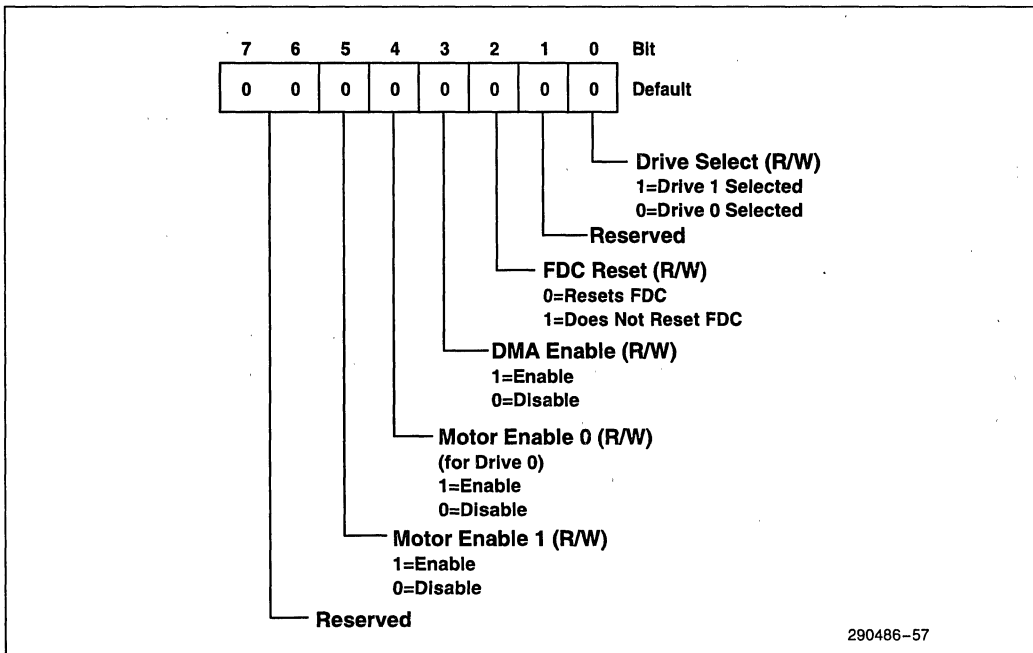 7 6 5 4 3 2 1 0 Bit
0 0 0 0 0 0 0 0 Default
Drive Select (R/W)
1=Drive 1 Selected
0=Drive 0 Selected
Reserved
FDC Reset (R/W)
0=Resets FDC
1=Does Not Reset FDC
DMA Enable (R/W)
1=Enable
0=Disable
Motor Enable 0 (R/W)
(for Drive 0)
1=Enable
0=Disable
Motor Enable 1 (R/W)
1=Enable
0=Disable
Reserved
290486-57